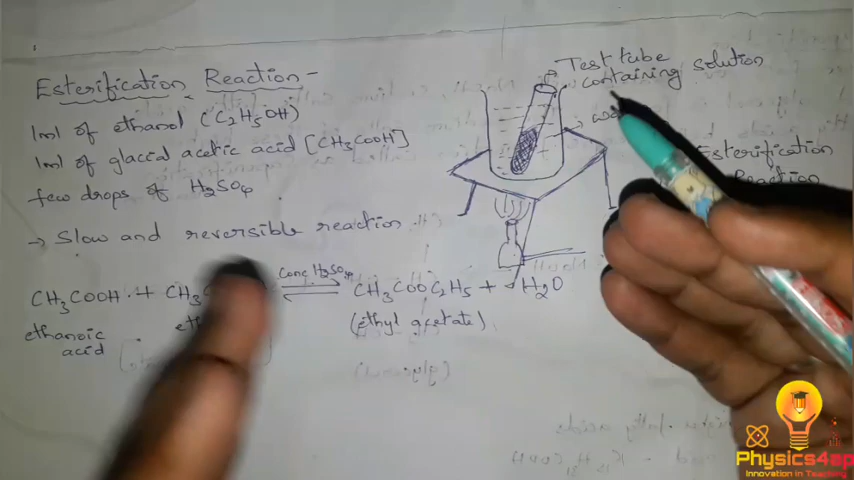 Esterification Reaction -
1ml of ethanol (C2H5OH)
1ml of glacial acetic acid [CH3COOH]
few drops of H2SO4
→ Slow and reversible reaction
Test tube
containing solution
Esterification
Reaction
CH3COOH + CH3
Conc H2SO4
⇌ CH3COOC2H5 + H2O
ethanoic
acid
(ethyl acetate)
Physics4ap
Innovation in Teaching